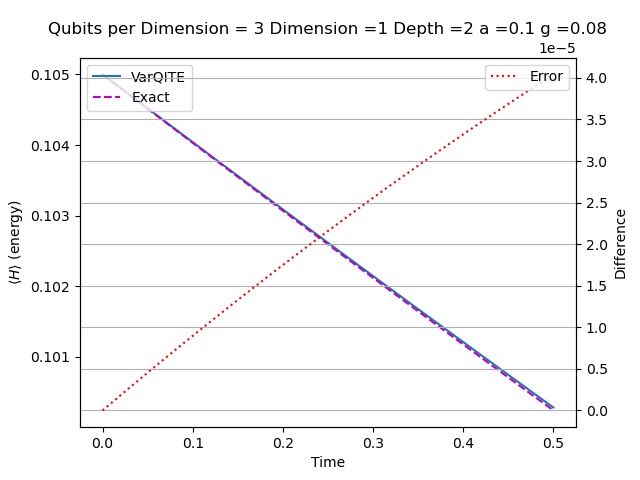 Qubits per Dimension = 3 Dimension =1 Depth =2 a =0.1 g =0.08
1e−5
VarQITE
Exact
Error
0.105
0.104
0.103
0.102
0.101
⟨H⟩ (energy)
4.0
3.5
3.0
2.5
2.0
1.5
1.0
0.5
0.0
Difference
0.0 0.1 0.2 0.3 0.4 0.5
Time